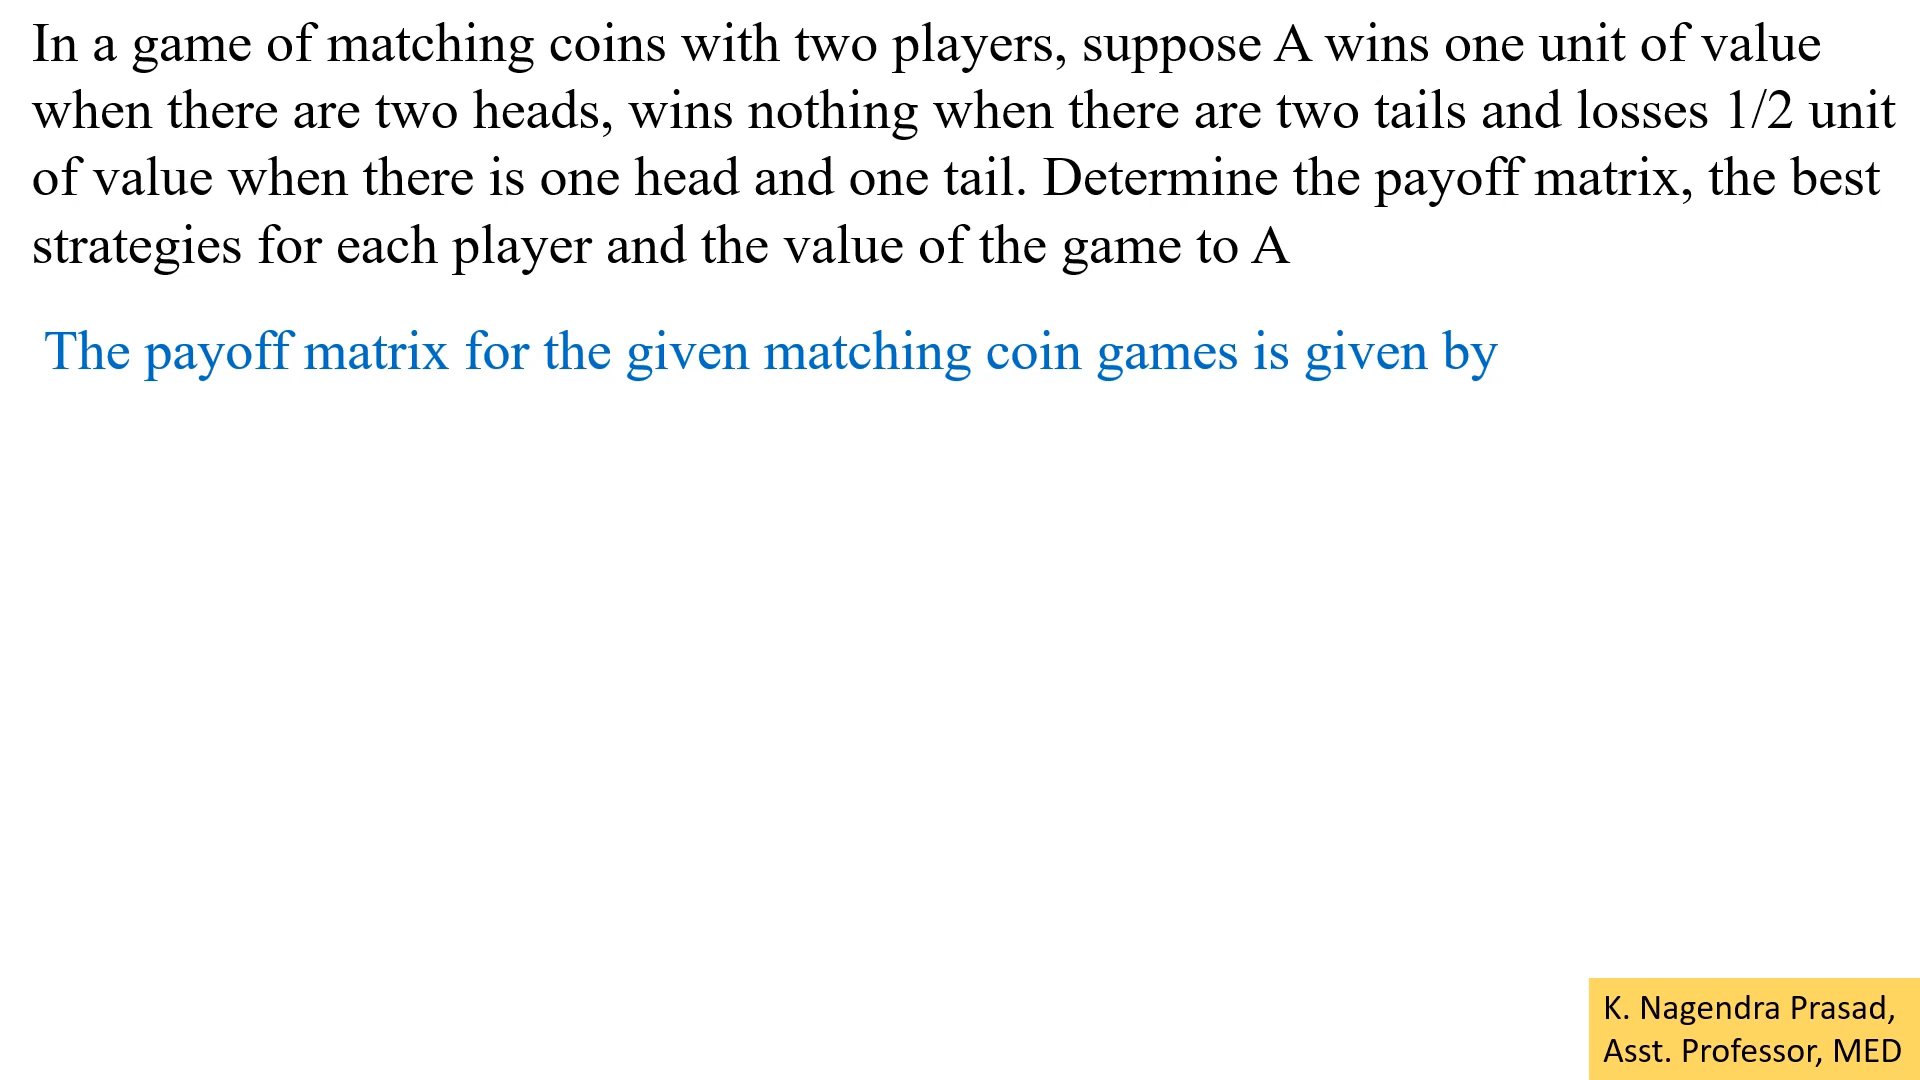 In a game of matching coins with two players, suppose A wins one unit of value
when there are two heads, wins nothing when there are two tails and losses 1/2 unit
of value when there is one head and one tail. Determine the payoff matrix, the best
strategies for each player and the value of the game to A
The payoff matrix for the given matching coin games is given by
K. Nagendra Prasad,
Asst. Professor, MED